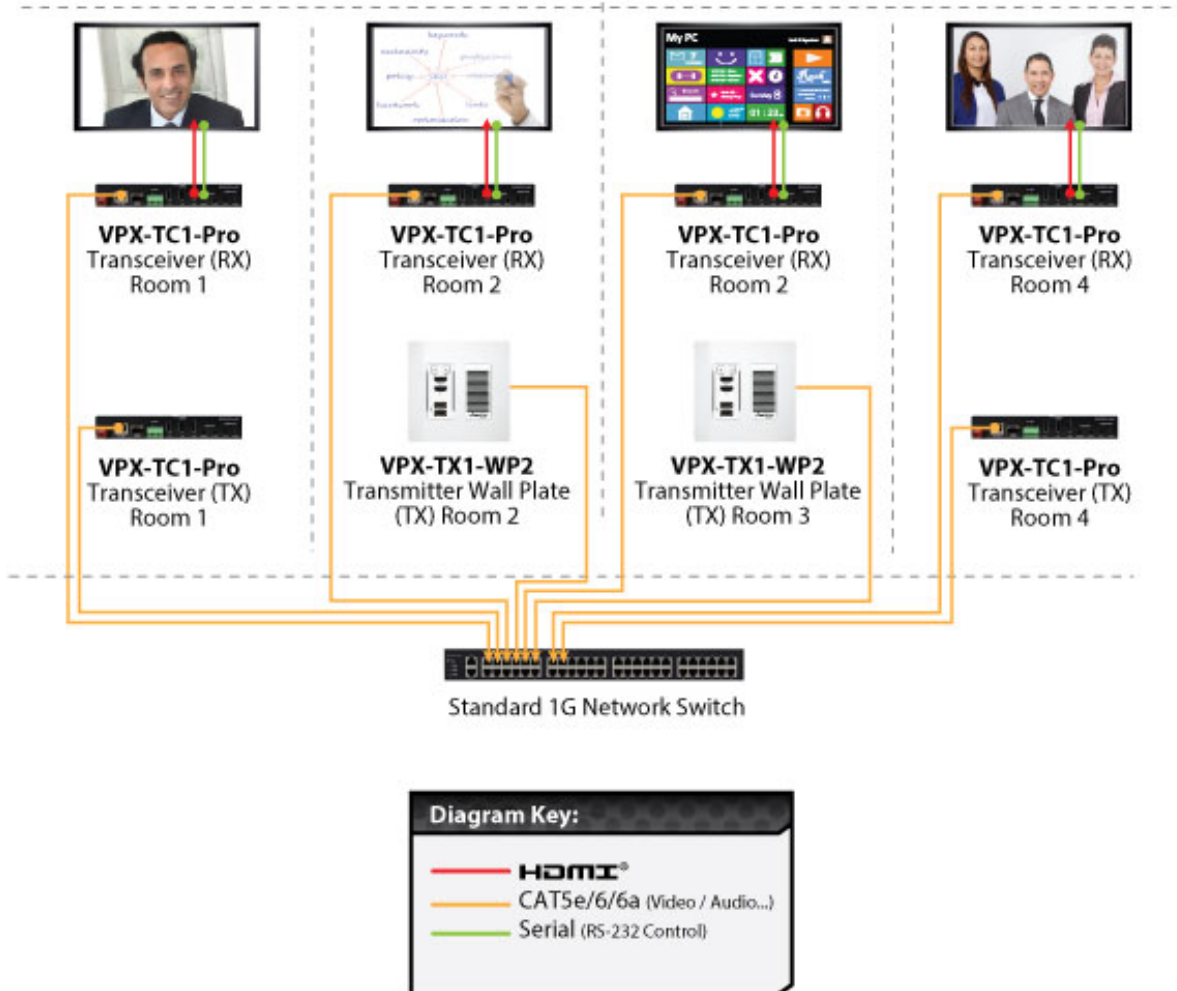 My PC
VPX-TC1-Pro
Transceiver (RX)
Room 1
VPX-TC1-Pro
Transceiver (RX)
Room 2
VPX-TC1-Pro
Transceiver (RX)
Room 2
VPX-TC1-Pro
Transceiver (RX)
Room 4
VPX-TC1-Pro
Transceiver (TX)
Room 1
VPX-TX1-WP2
Transmitter Wall Plate
(TX) Room 2
VPX-TX1-WP2
Transmitter Wall Plate
(TX) Room 3
VPX-TC1-Pro
Transceiver (TX)
Room 4
Standard 1G Network Switch
Diagram Key:
HDMI®
CAT5e/6/6a (Video / Audio...)
Serial (RS-232 Control)